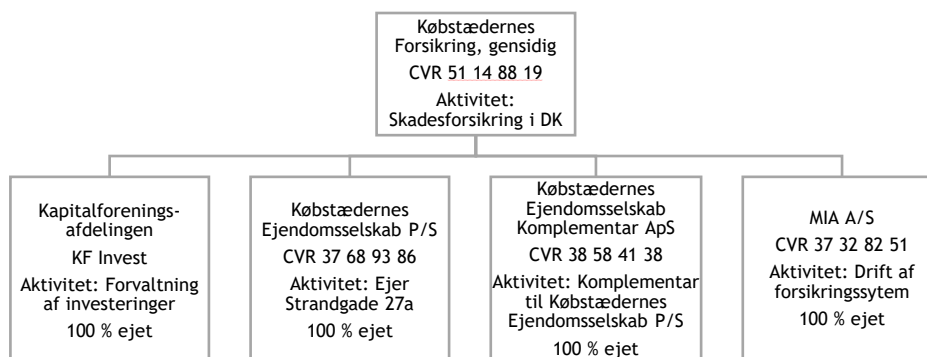 Købstædernes
Forsikring, gensidig
CVR 51 14 88 19
Aktivitet:
Skadesforsikring i DK
Kapitalforenings-
afdelingen
KF Invest
Aktivitet: Forvaltning
af investeringer
100 % ejet
Købstædernes
Ejendomsselskab P/S
CVR 37 68 93 86
Aktivitet: Ejer
Strandgade 27a
100 % ejet
Købstædernes
Ejendomsselskab
Komplementar ApS
CVR 38 58 41 38
Aktivitet: Komplementar
til Købstædernes
Ejendomsselskab P/S
100 % ejet
MIA A/S
CVR 37 32 82 51
Aktivitet: Drift af
forsikringssytem
100 % ejet